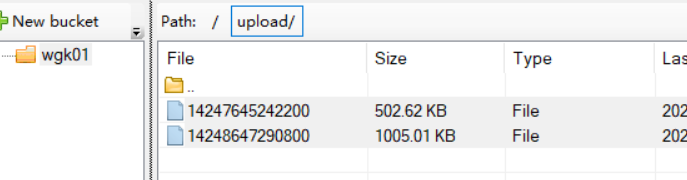 New bucket
Path: / upload/
wgk01
File Size Type Las
..
14247645242200 502.62 KB File 202
14248647290800 1005.01 KB File 202